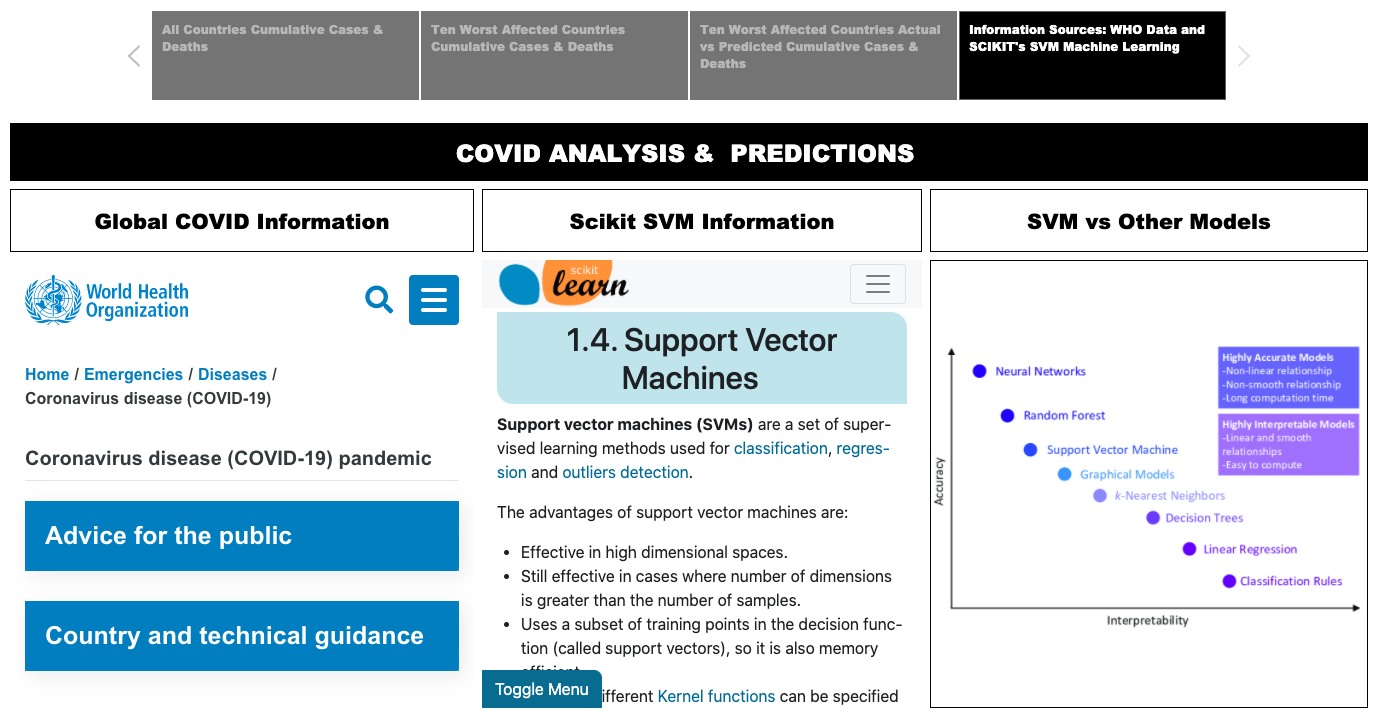 All Countries Cumulative Cases &
Deaths
Ten Worst Affected Countries
Cumulative Cases & Deaths
Ten Worst Affected Countries Actual
vs Predicted Cumulative Cases &
Deaths
Information Sources: WHO Data and
SCIKIT's SVM Machine Learning
COVID ANALYSIS & PREDICTIONS
Global COVID Information
World Health
Organization
Home / Emergencies / Diseases /
Coronavirus disease (COVID-19)
Coronavirus disease (COVID-19) pandemic
Advice for the public
Country and technical guidance
Scikit SVM Information
scikit
learn
1.4. Support Vector
Machines
Support vector machines (SVMs) are a set of super-
vised learning methods used for classification, regres-
sion and outliers detection.
The advantages of support vector machines are:
• Effective in high dimensional spaces.
• Still effective in cases where number of dimensions
is greater than the number of samples.
• Uses a subset of training points in the decision func-
tion (called support vectors), so it is also memory
Toggle Menu
ifferent Kernel functions can be specified
SVM vs Other Models
Accuracy
Neural Networks
Random Forest
Support Vector Machine
Graphical Models
k-Nearest Neighbors
Decision Trees
Linear Regression
Classification Rules
Highly Accurate Models
-Non-linear relationship
-Non-smooth relationship
-Long computation time
Highly Interpretable Models
-Linear and smooth
relationships
-Easy to compute
Interpretability